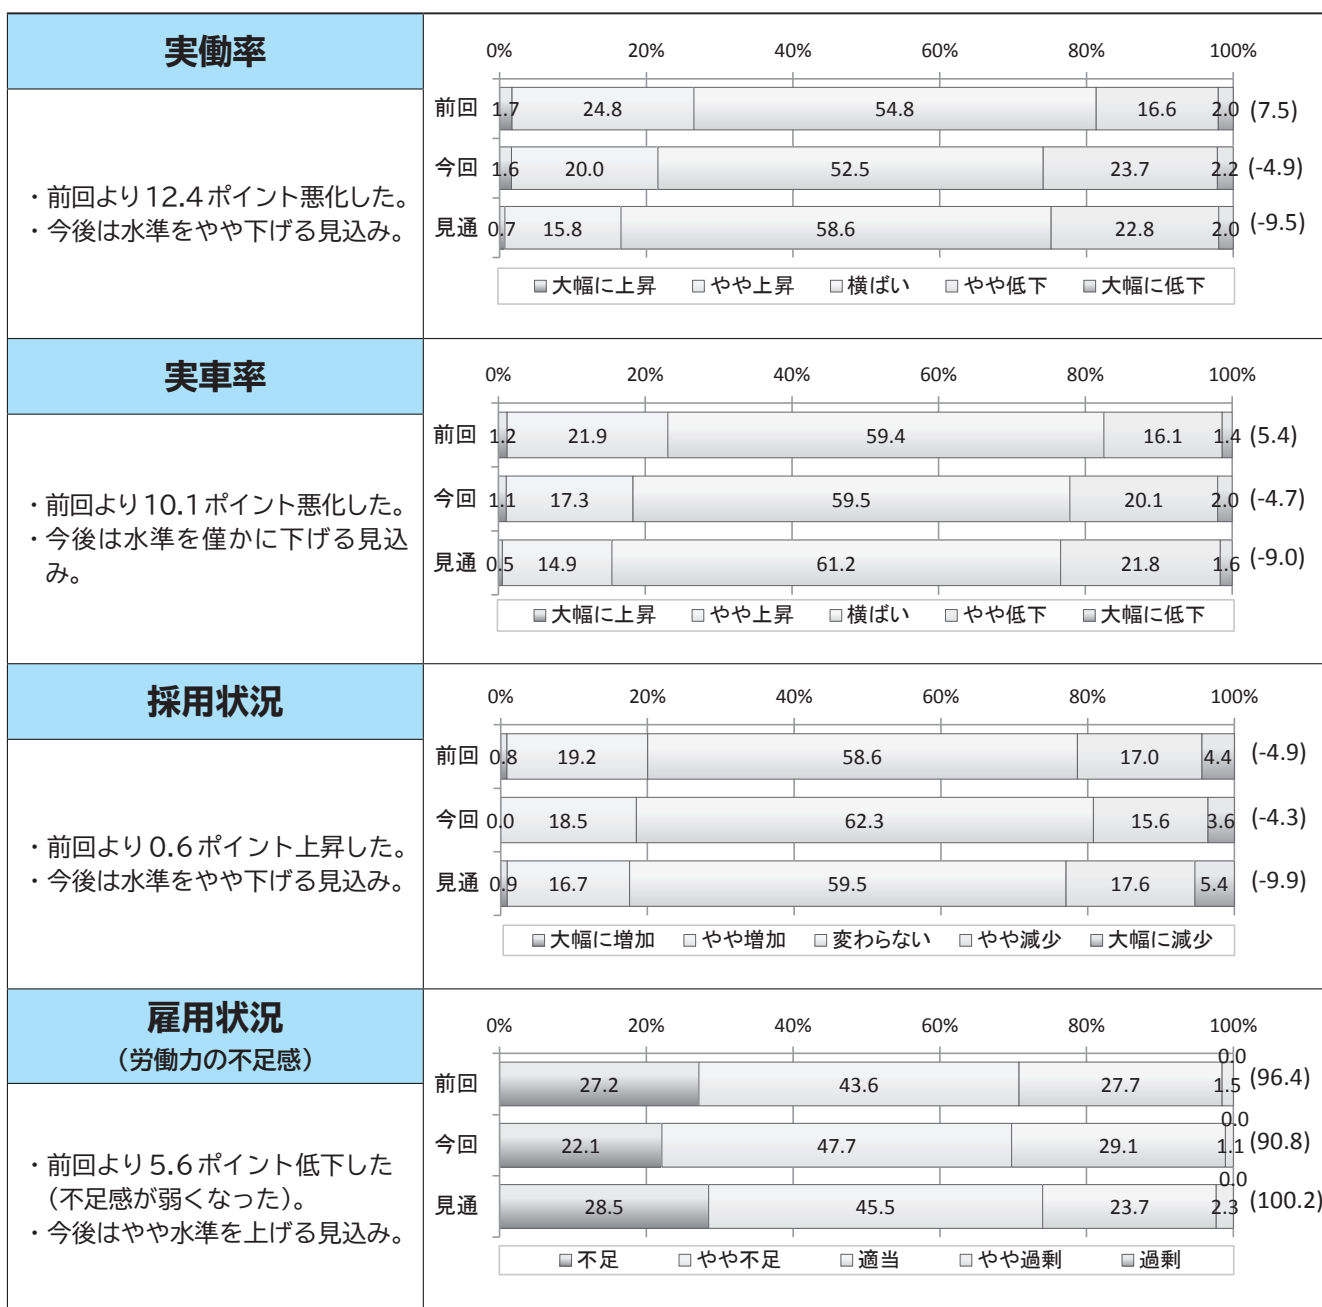 実働率
・前回より12.4ポイント悪化した。
・今後は水準をやや下げる見込み。
0% 20% 40% 60% 80% 100%
前回 1.7 24.8 54.8 16.6 2.0 (7.5)
今回 1.6 20.0 52.5 23.7 2.2 (-4.9)
見通 0.7 15.8 58.6 22.8 2.0 (-9.5)
大幅に上昇 やや上昇 横ばい やや低下 大幅に低下
実車率
・前回より10.1ポイント悪化した。
・今後は水準を僅かに下げる見込
み。
0% 20% 40% 60% 80% 100%
前回 1.2 21.9 59.4 16.1 1.4 (5.4)
今回 1.1 17.3 59.5 20.1 2.0 (-4.7)
見通 0.5 14.9 61.2 21.8 1.6 (-9.0)
大幅に上昇 やや上昇 横ばい やや低下 大幅に低下
採用状況
・前回より0.6ポイント上昇した。
・今後は水準をやや下げる見込み。
0% 20% 40% 60% 80% 100%
前回 0.8 19.2 58.6 17.0 4.4 (-4.9)
今回 0.0 18.5 62.3 15.6 3.6 (-4.3)
見通 0.9 16.7 59.5 17.6 5.4 (-9.9)
大幅に増加 やや増加 変わらない やや減少 大幅に減少
雇用状況
(労働力の不足感)
・前回より5.6ポイント低下した
(不足感が弱くなった)。
・今後はやや水準を上げる見込み。
0% 20% 40% 60% 80% 100%
0.0
前回 27.2 43.6 27.7 1.5 (96.4)
0.0
今回 22.1 47.7 29.1 1.1 (90.8)
0.0
見通 28.5 45.5 23.7 2.3 (100.2)
不足 やや不足 適当 やや過剰 過剰